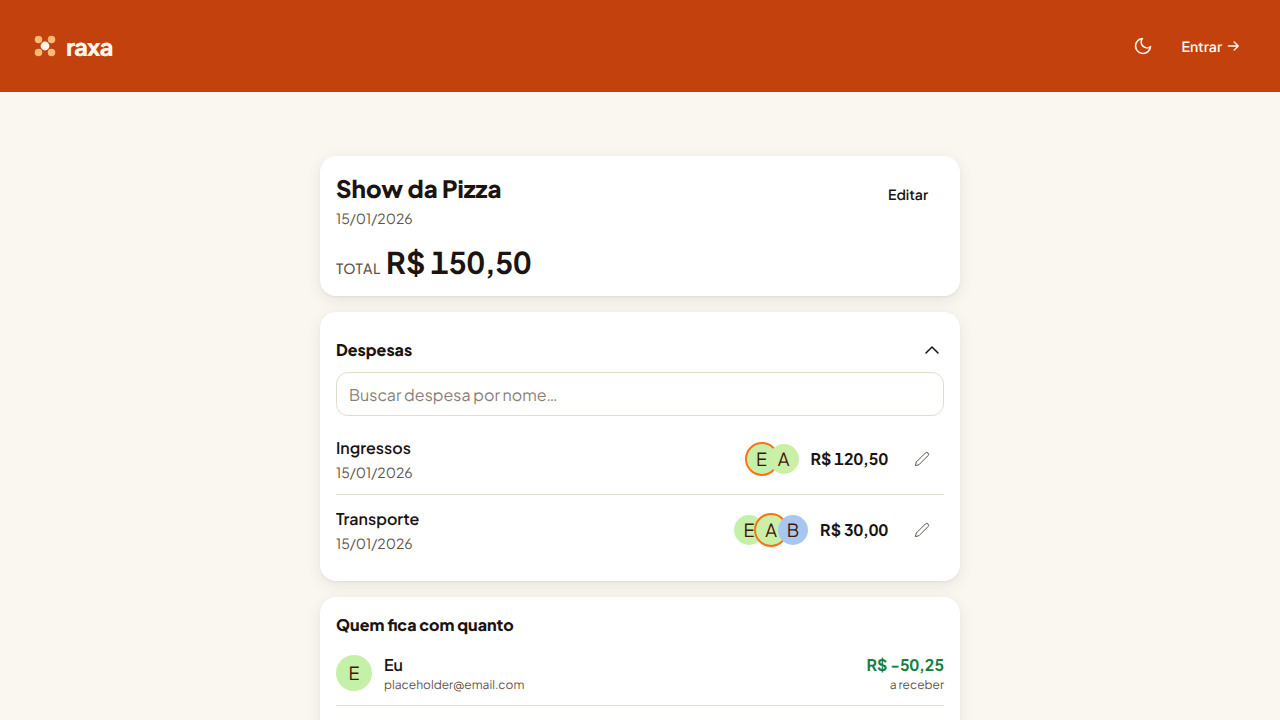 raxa
Entrar →
Show da Pizza
Editar
15/01/2026
TOTAL R$ 150,50
Despesas
Buscar despesa por nome...
Ingressos
E A R$ 120,50
15/01/2026
Transporte
E A B R$ 30,00
15/01/2026
Quem fica com quanto
E
Eu
R$ -50,25
placeholder@email.com
a receber